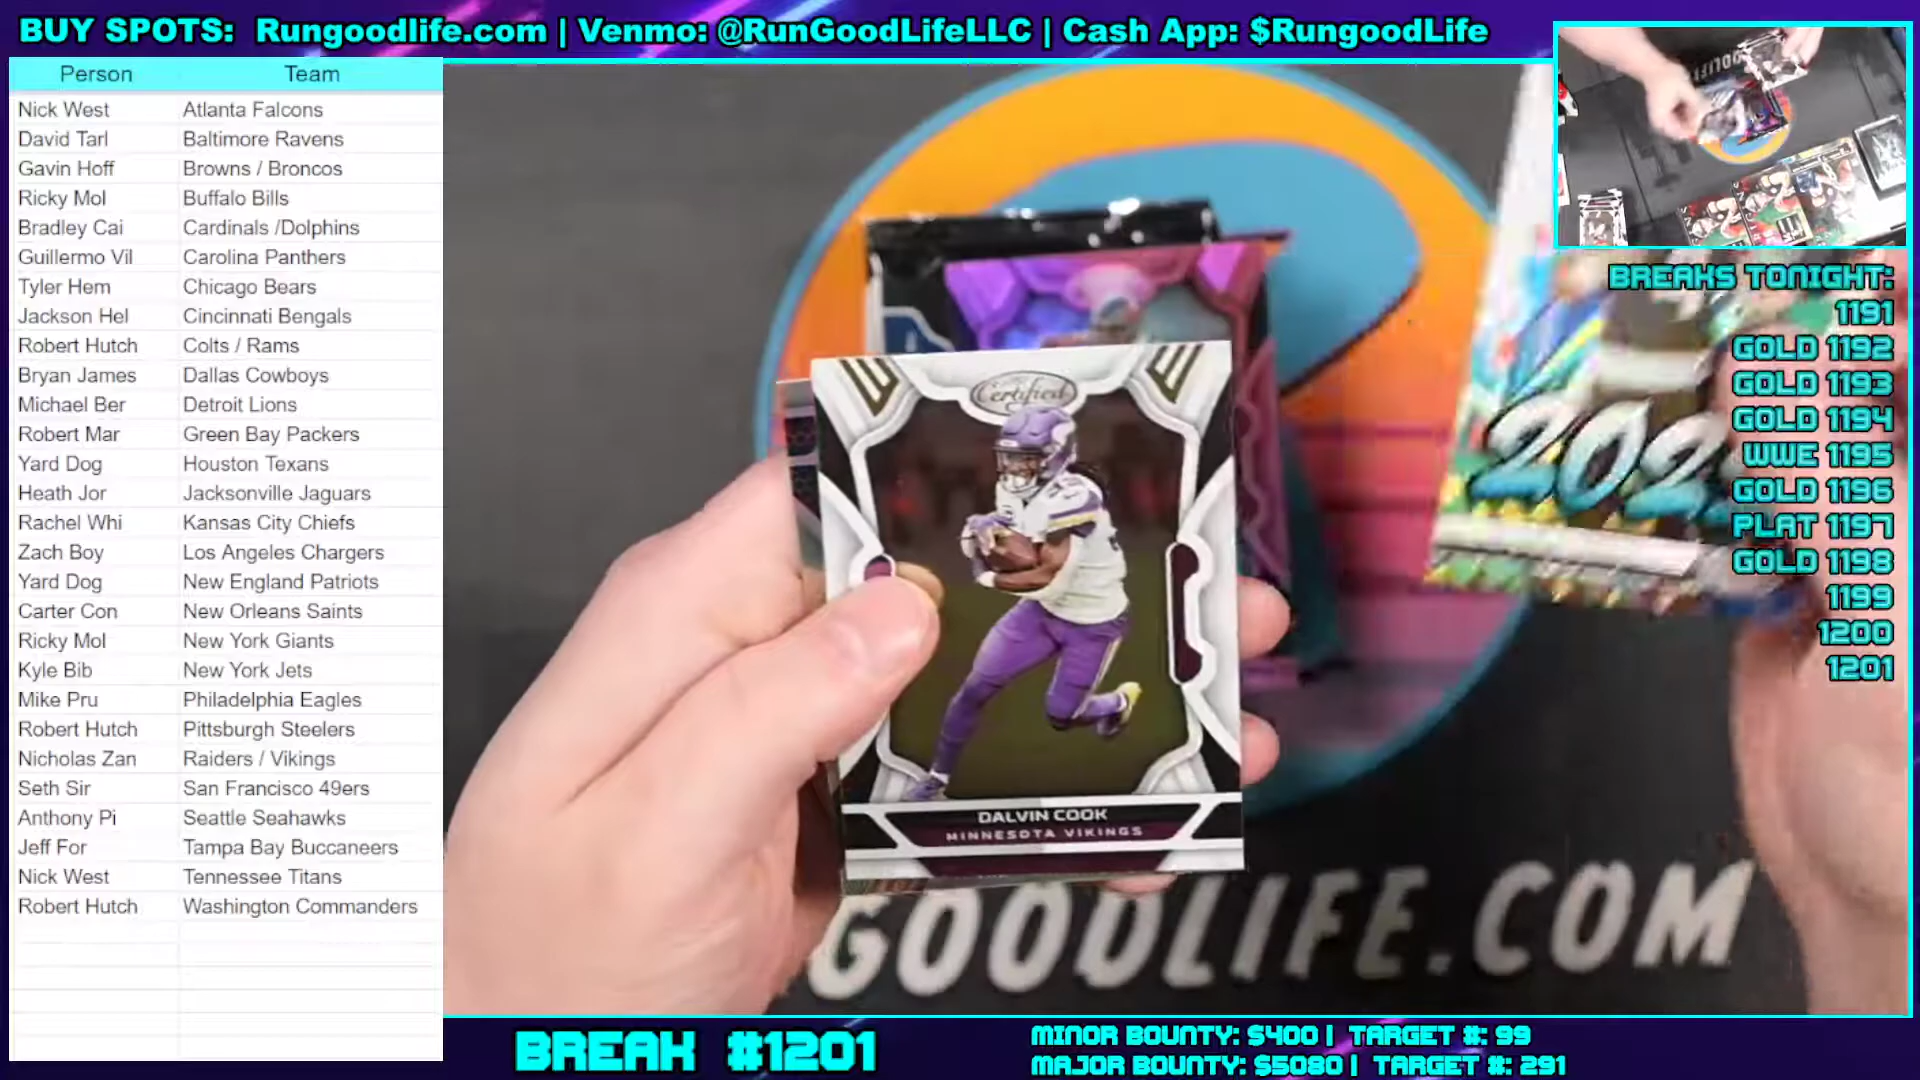 BUY SPOTS: Rungoodlife.com | Venmo: @RunGoodLifeLLC | Cash App: $RungoodLife
Person Team
Nick West Atlanta Falcons
David Tarl Baltimore Ravens
Gavin Hoff Browns / Broncos
Ricky Mol Buffalo Bills
Bradley Cai Cardinals /Dolphins
Guillermo Vil Carolina Panthers
Tyler Hem Chicago Bears
Jackson Hel Cincinnati Bengals
Robert Hutch Colts / Rams
Bryan James Dallas Cowboys
Michael Ber Detroit Lions
Robert Mar Green Bay Packers
Yard Dog Houston Texans
Heath Jor Jacksonville Jaguars
Rachel Whi Kansas City Chiefs
Zach Boy Los Angeles Chargers
Yard Dog New England Patriots
Carter Con New Orleans Saints
Ricky Mol New York Giants
Kyle Bib New York Jets
Mike Pru Philadelphia Eagles
Robert Hutch Pittsburgh Steelers
Nicholas Zan Raiders / Vikings
Seth Sir San Francisco 49ers
Anthony Pi Seattle Seahawks
Jeff For Tampa Bay Buccaneers
Nick West Tennessee Titans
Robert Hutch Washington Commanders
Certified
DALVIN COOK
MINNESOTA VIKINGS
GOODLIFE.COM
202
BREAKS TONIGHT:
1191
GOLD 1192
GOLD 1193
GOLD 1194
WWE 1195
GOLD 1196
PLAT 1197
GOLD 1198
1199
1200
1201
BREAK #1201
MINOR BOUNTY: $400 | TARGET #: 99
MAJOR BOUNTY: $5080 | TARGET #: 291